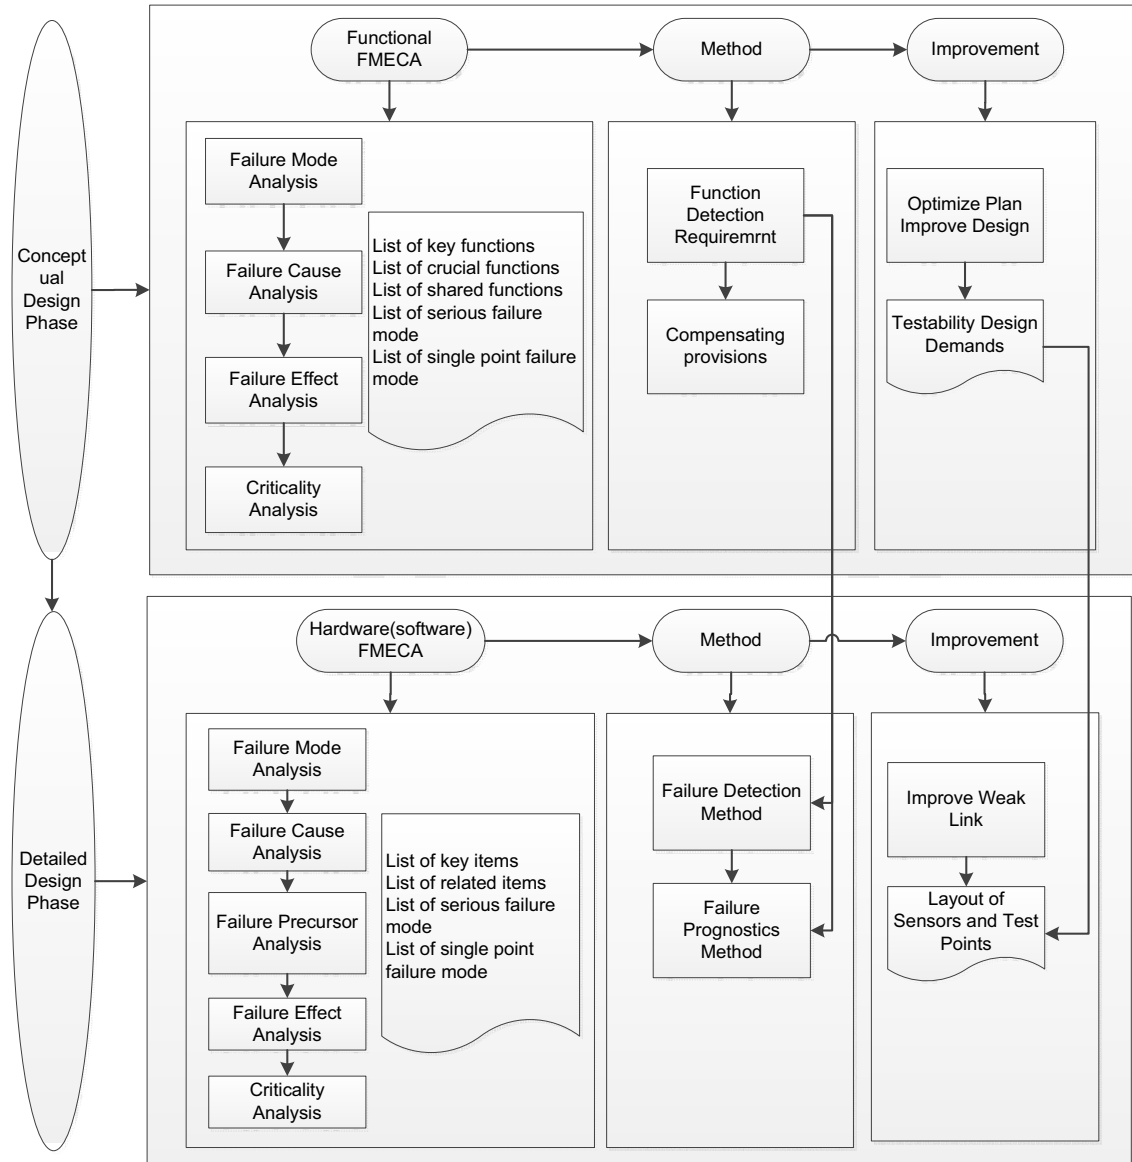 Concept
ual
Design
Phase
Functional
FMECA
Method
Improvement
Failure Mode
Analysis
Failure Cause
Analysis
Failure Effect
Analysis
Criticality
Analysis
List of key functions
List of crucial functions
List of shared functions
List of serious failure
mode
List of single point failure
mode
Function
Detection
Requiremrnt
Compensating
provisions
Optimize Plan
Improve Design
Testability Design
Demands
Detailed
Design
Phase
Hardware(software)
FMECA
Method
Improvement
Failure Mode
Analysis
Failure Cause
Analysis
Failure Precursor
Analysis
Failure Effect
Analysis
Criticality
Analysis
List of key items
List of related items
List of serious failure
mode
List of single point
failure mode
Failure Detection
Method
Failure
Prognostics
Method
Improve Weak
Link
Layout of
Sensors and Test
Points